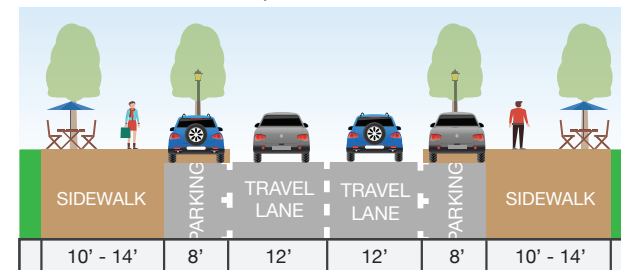 SIDEWALK
PARKING
TRAVEL
LANE
TRAVEL
LANE
PARKING
SIDEWALK
10’ - 14’
8’
12’
12’
8’
10’ - 14’